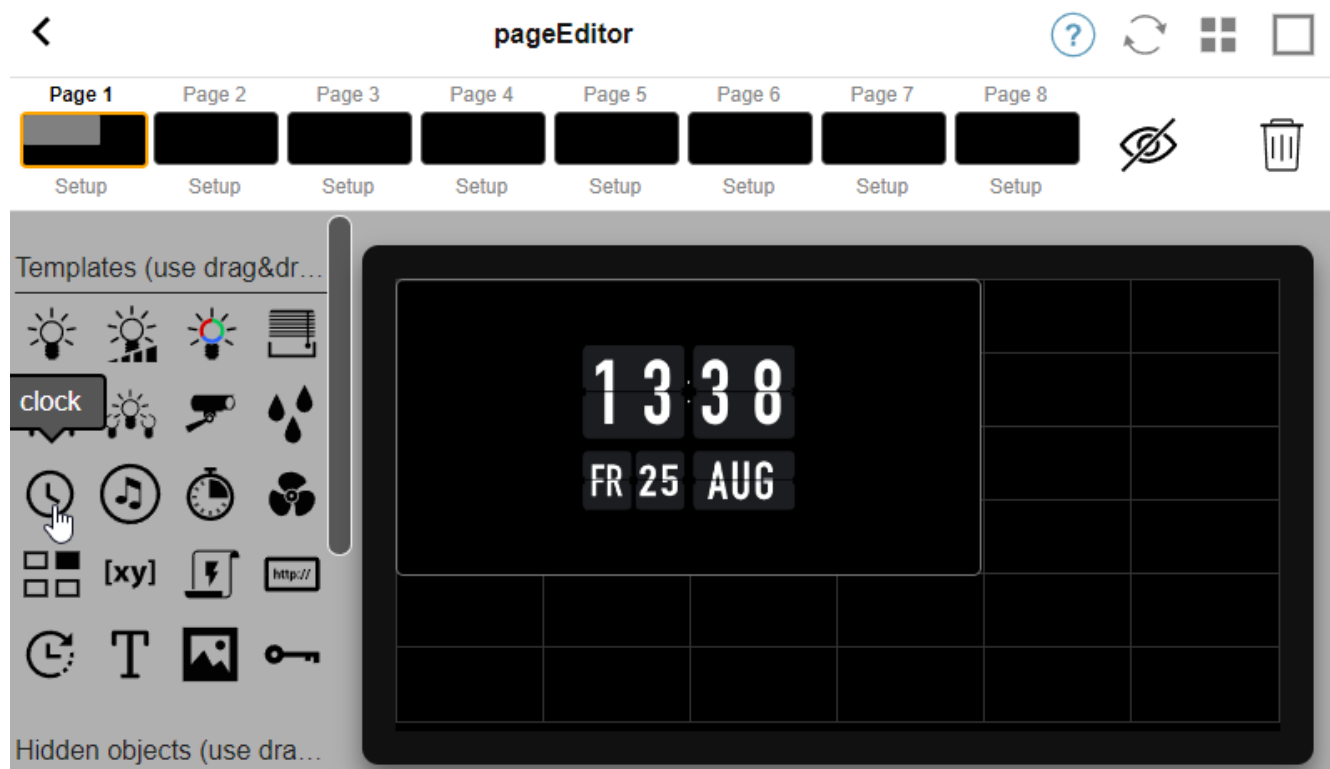 pageEditor
?
Page 1 Page 2 Page 3 Page 4 Page 5 Page 6 Page 7 Page 8
Setup Setup Setup Setup Setup Setup Setup Setup
Templates (use drag&dr...
clock
[xy]
http://
T
Hidden objects (use dra...
13:38
FR 25 AUG